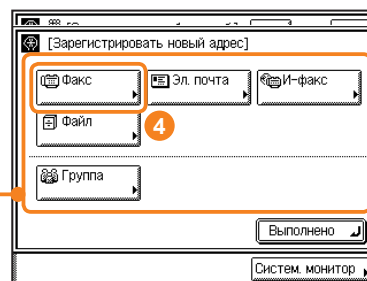 [Зарегистрировать новый адрес]
Факс Эл. почта И-факс
Файл
4
Группа
Выполнено
Систем. монитор